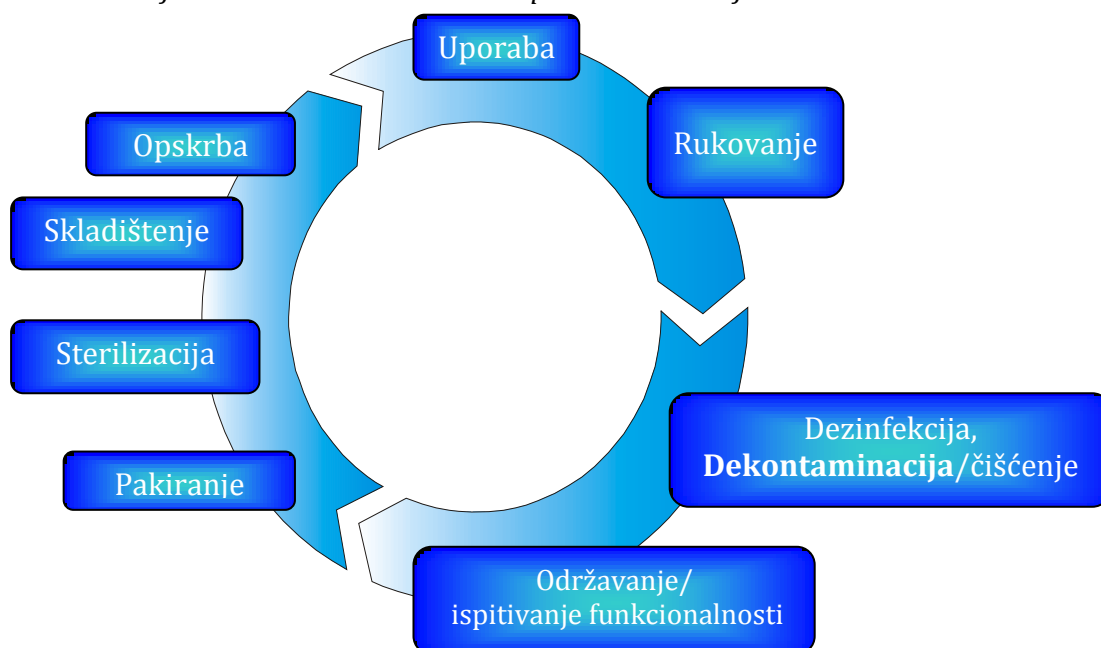 Uporaba
Rukovanje
Dezinfekcija,
Dekontaminacija/čišćenje
Održavanje/
ispitivanje funkcionalnosti
Pakiranje
Sterilizacija
Skladištenje
Opskrba